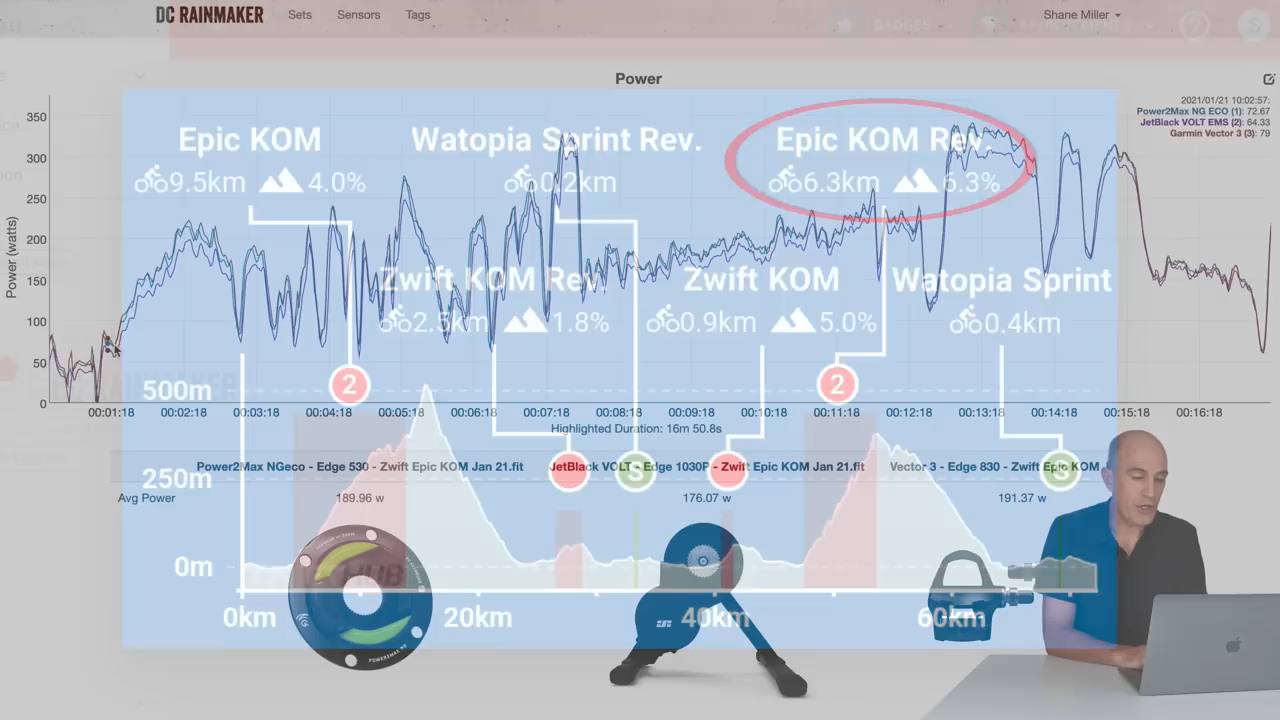 DC RAINMAKER Sets Sensors Tags Shane Miller
BADGES
Power
2021/01/21 10:02:57:
Power2Max NG ECO (1): 72.67
JetBlack VOLT EMS (2): 64.33
Garmin Vector 3 (3): 79
Power (watts)
350
300
250
200
150
100
50
0
Epic KOM
9.5km 4.0%
Watopia Sprint Rev.
0.2km
Epic KOM Rev.
6.3km 6.3%
Zwift KOM Rev.
2.5km 1.8%
Zwift KOM
0.9km 5.0%
Watopia Sprint
0.4km
2
2
S
S
00:01:18 00:02:18 00:03:18 00:04:18 00:05:18 00:06:18 00:07:18 00:08:18 00:09:18 00:10:18 00:11:18 00:12:18 00:13:18 00:14:18 00:15:18 00:16:18
Highlighted Duration: 16m 50.8s
Power2Max NGeco - Edge 530 - Zwift Epic KOM Jan 21.fit
JetBlack VOLT - Edge 1030P - Zwift Epic KOM Jan 21.fit
Vector 3 - Edge 830 - Zwift Epic KOM
Avg Power 189.96 w 176.07 w 191.37 w
500m
250m
0m
0km 20km 40km 60km
POWER2MAX NG